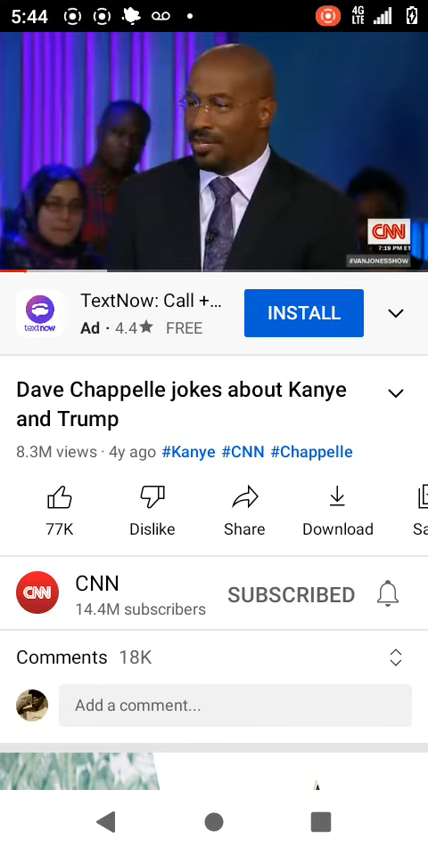 5:44
4G
LTE
CNN
7:19 PM ET
#VANJONESSHOW
textnow
TextNow: Call +...
Ad · 4.4★ FREE
INSTALL
Dave Chappelle jokes about Kanye
and Trump
8.3M views · 4y ago #Kanye #CNN #Chappelle
77K
Dislike
Share
Download
Sa
CNN
CNN
14.4M subscribers
SUBSCRIBED
Comments 18K
Add a comment...